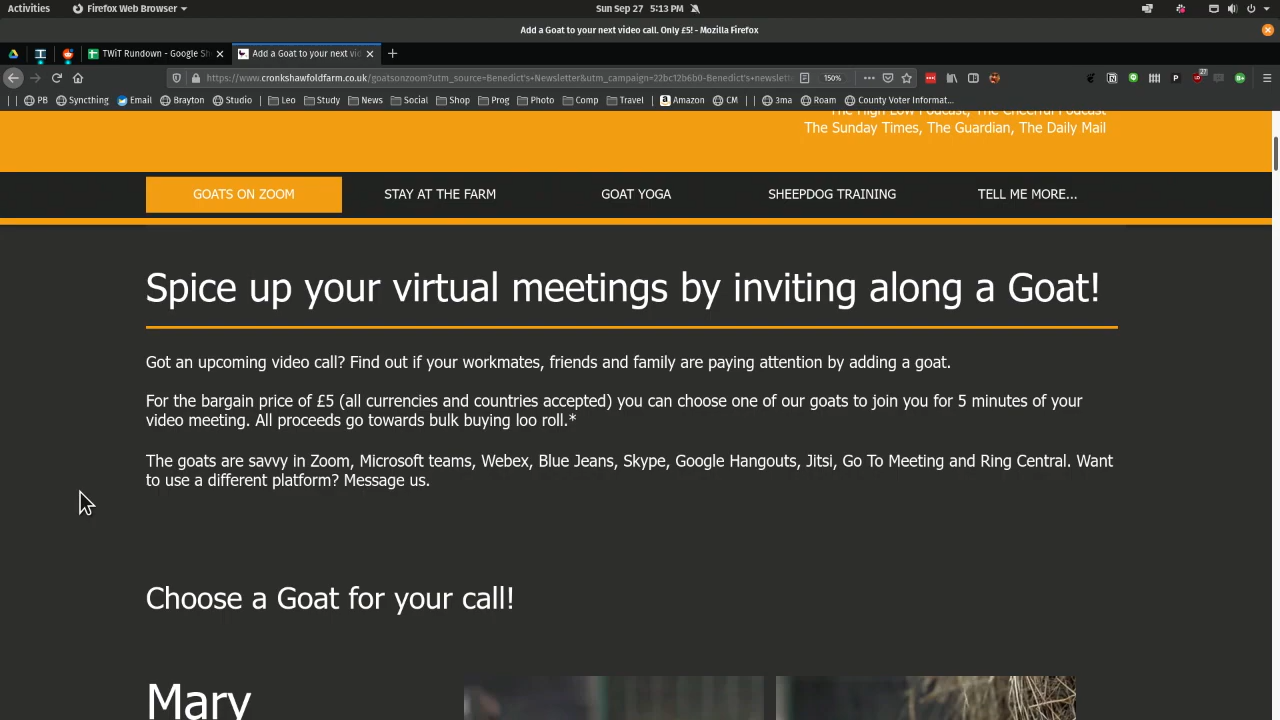 Activities
Firefox Web Browser
Sun Sep 27 5:13 PM
Add a Goat to your next video call. Only £5! - Mozilla Firefox
TWiT Rundown - Google Sh
Add a Goat to your next vi
https://www.cronkshawfoldfarm.co.uk/goatsonzoom?utm_source=Benedict's+Newsletter&utm_campaign=22bc12b6b0-Benedict's+newslett
150%
PB
Syncthing
Email
Brayton
Studio
Leo
Study
News
Social
Shop
Prog
Photo
Comp
Travel
Amazon
CM
3ma
Roam
County Voter Informat...
The High Low Podcast, The Cheerful Podcast
The Sunday Times, The Guardian, The Daily Mail
GOATS ON ZOOM
STAY AT THE FARM
GOAT YOGA
SHEEPDOG TRAINING
TELL ME MORE...
Spice up your virtual meetings by inviting along a Goat!
Got an upcoming video call? Find out if your workmates, friends and family are paying attention by adding a goat.
For the bargain price of £5 (all currencies and countries accepted) you can choose one of our goats to join you for 5 minutes of your
video meeting. All proceeds go towards bulk buying loo roll.*
The goats are savvy in Zoom, Microsoft teams, Webex, Blue Jeans, Skype, Google Hangouts, Jitsi, Go To Meeting and Ring Central. Want
to use a different platform? Message us.
Choose a Goat for your call!
Mary